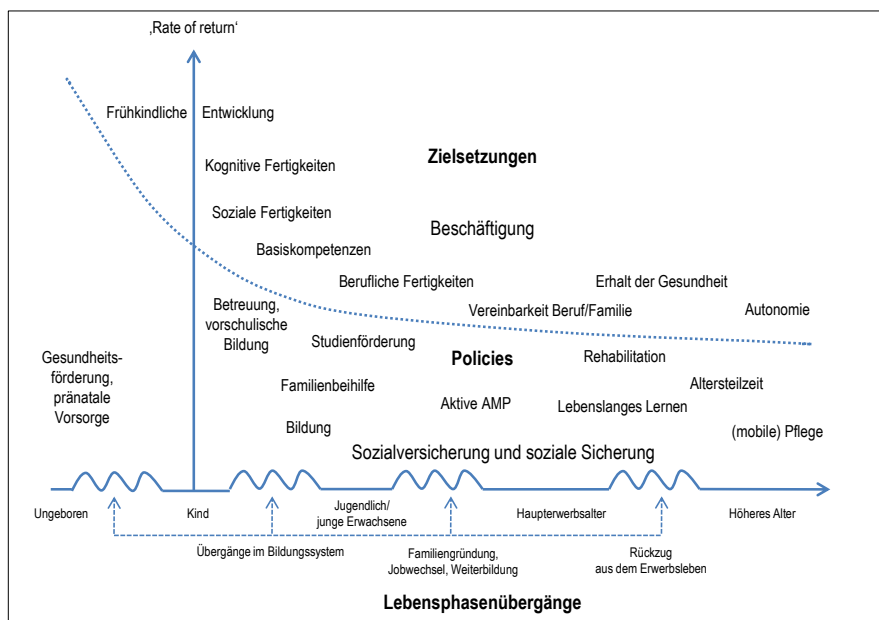 ‚Rate of return‘
Frühkindliche Entwicklung
Zielsetzungen
Kognitive Fertigkeiten
Soziale Fertigkeiten
Beschäftigung
Basiskompetenzen
Berufliche Fertigkeiten
Erhalt der Gesundheit
Vereinbarkeit Beruf/Familie
Autonomie
Betreuung,
vorschulische
Bildung
Studienförderung
Policies
Rehabilitation
Gesundheits-
förderung,
pränatale
Vorsorge
Familienbeihilfe
Altersteilzeit
Aktive AMP
Lebenslanges Lernen
Bildung
(mobile) Pflege
Sozialversicherung und soziale Sicherung
Ungeboren
Kind
Jugendlich/
junge Erwachsene
Haupterwerbsalter
Höheres Alter
Übergänge im Bildungssystem
Familiengründung,
Jobwechsel, Weiterbildung
Rückzug
aus dem Erwerbsleben
Lebensphasenübergänge